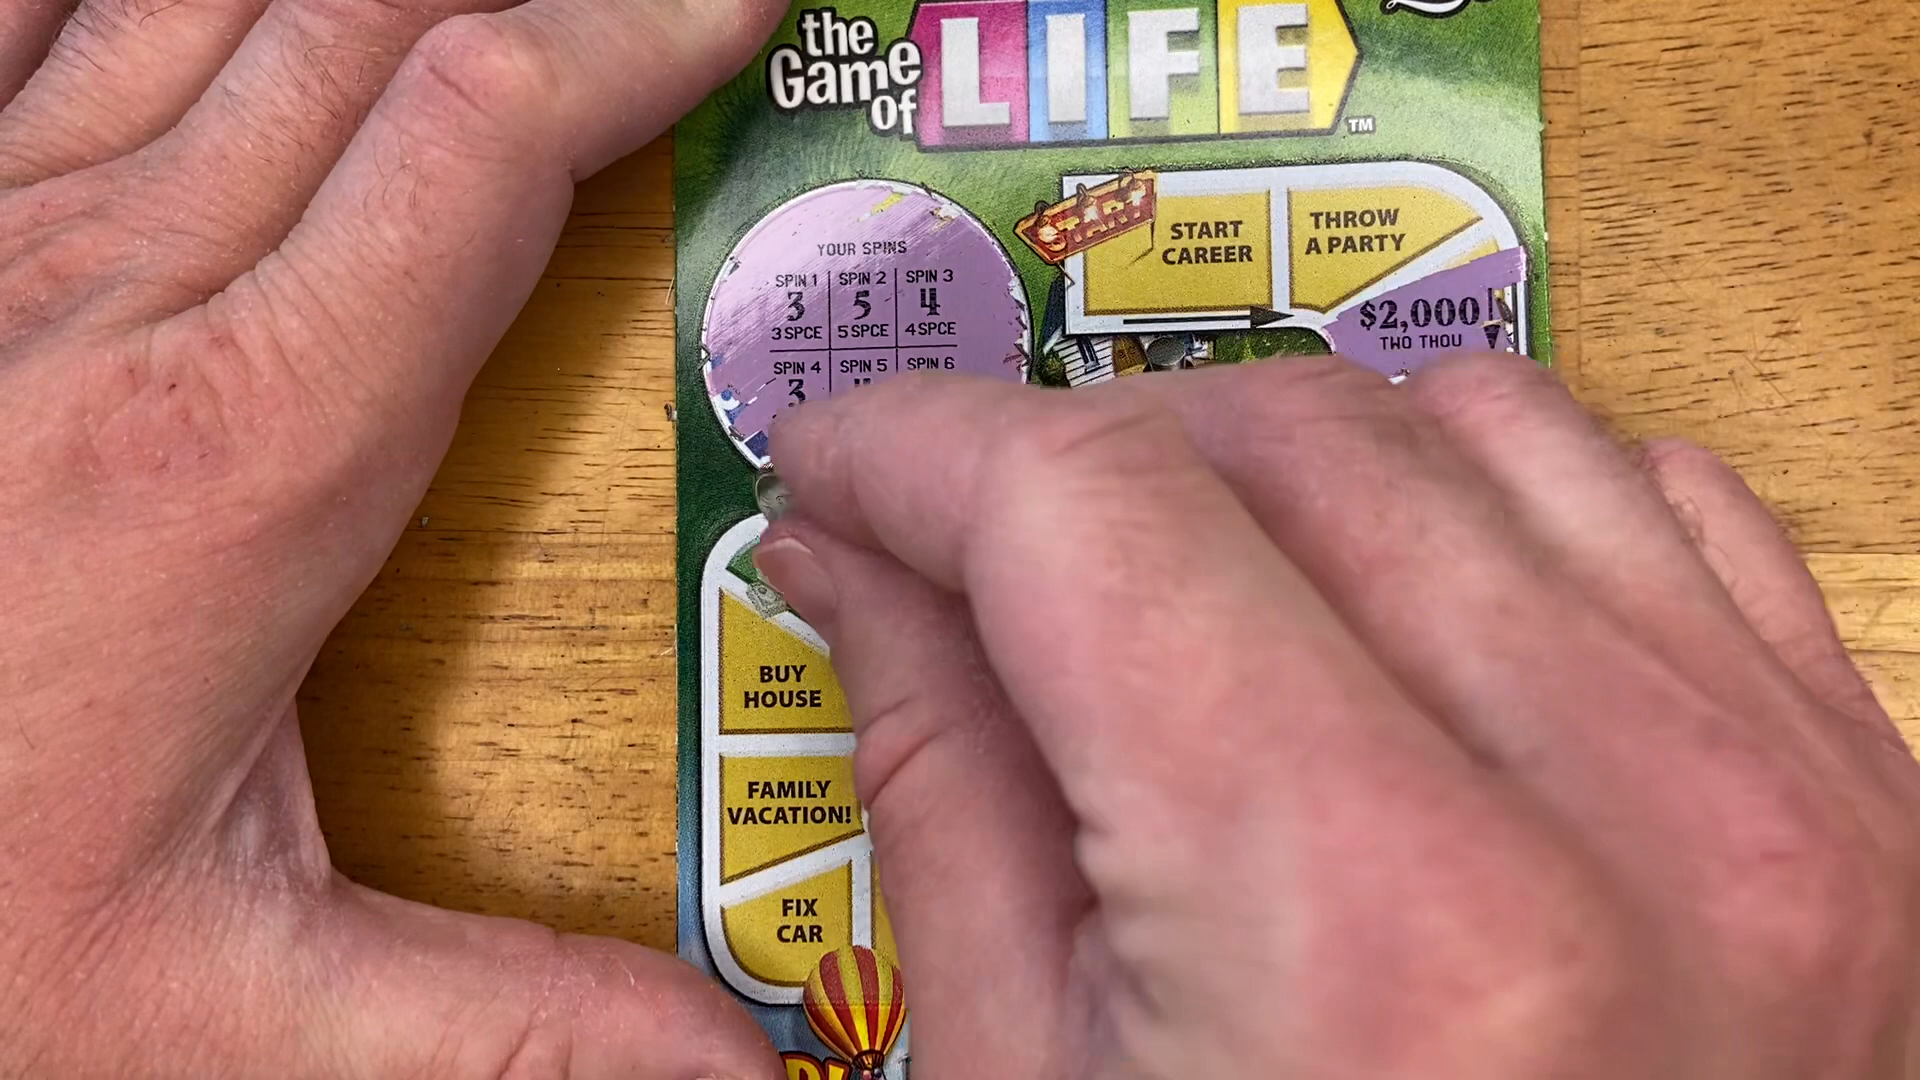 the
Game
of
LIFE
TM
YOUR SPINS
SPIN 1 SPIN 2 SPIN 3
3 5 4
3 SPCE 5 SPCE 4 SPCE
SPIN 4 SPIN 5 SPIN 6
3
START
START
CAREER
THROW
A PARTY
$2,000
TWO THOU
BUY
HOUSE
FAMILY
VACATION!
FIX
CAR